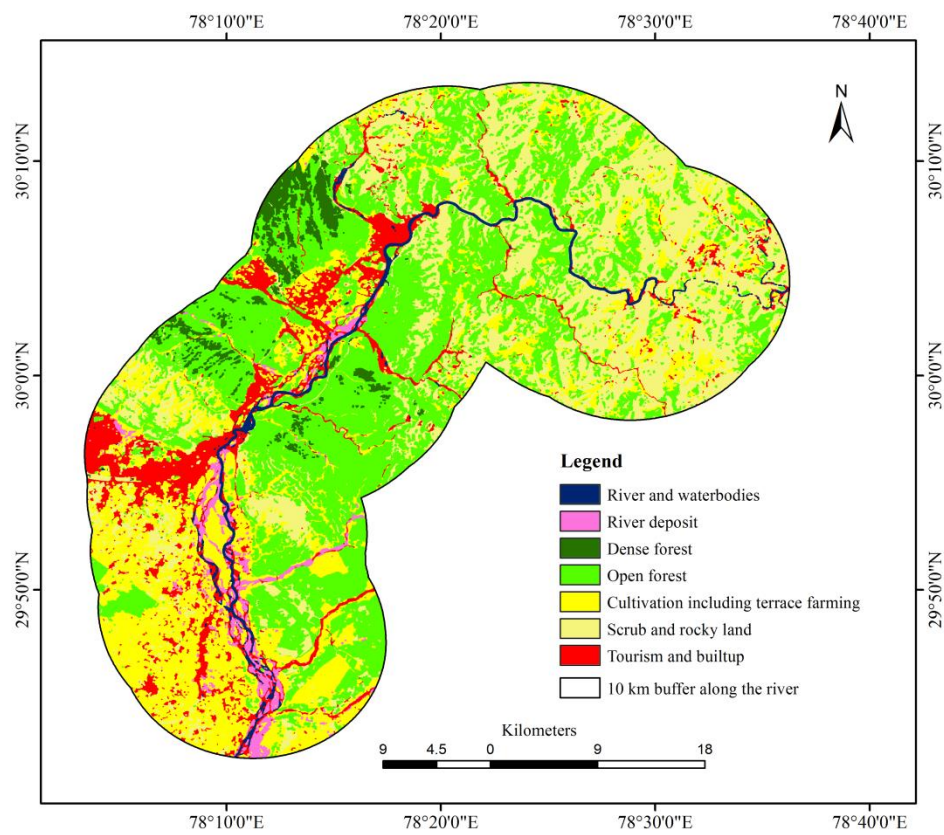 78°10'0"E 78°20'0"E 78°30'0"E 78°40'0"E
N
30°10'0"N 30°10'0"N
30°0'0"N 30°0'0"N
29°50'0"N 29°50'0"N
Legend
River and waterbodies
River deposit
Dense forest
Open forest
Cultivation including terrace farming
Scrub and rocky land
Tourism and builtup
10 km buffer along the river
Kilometers
9 4.5 0 9 18
78°10'0"E 78°20'0"E 78°30'0"E 78°40'0"E